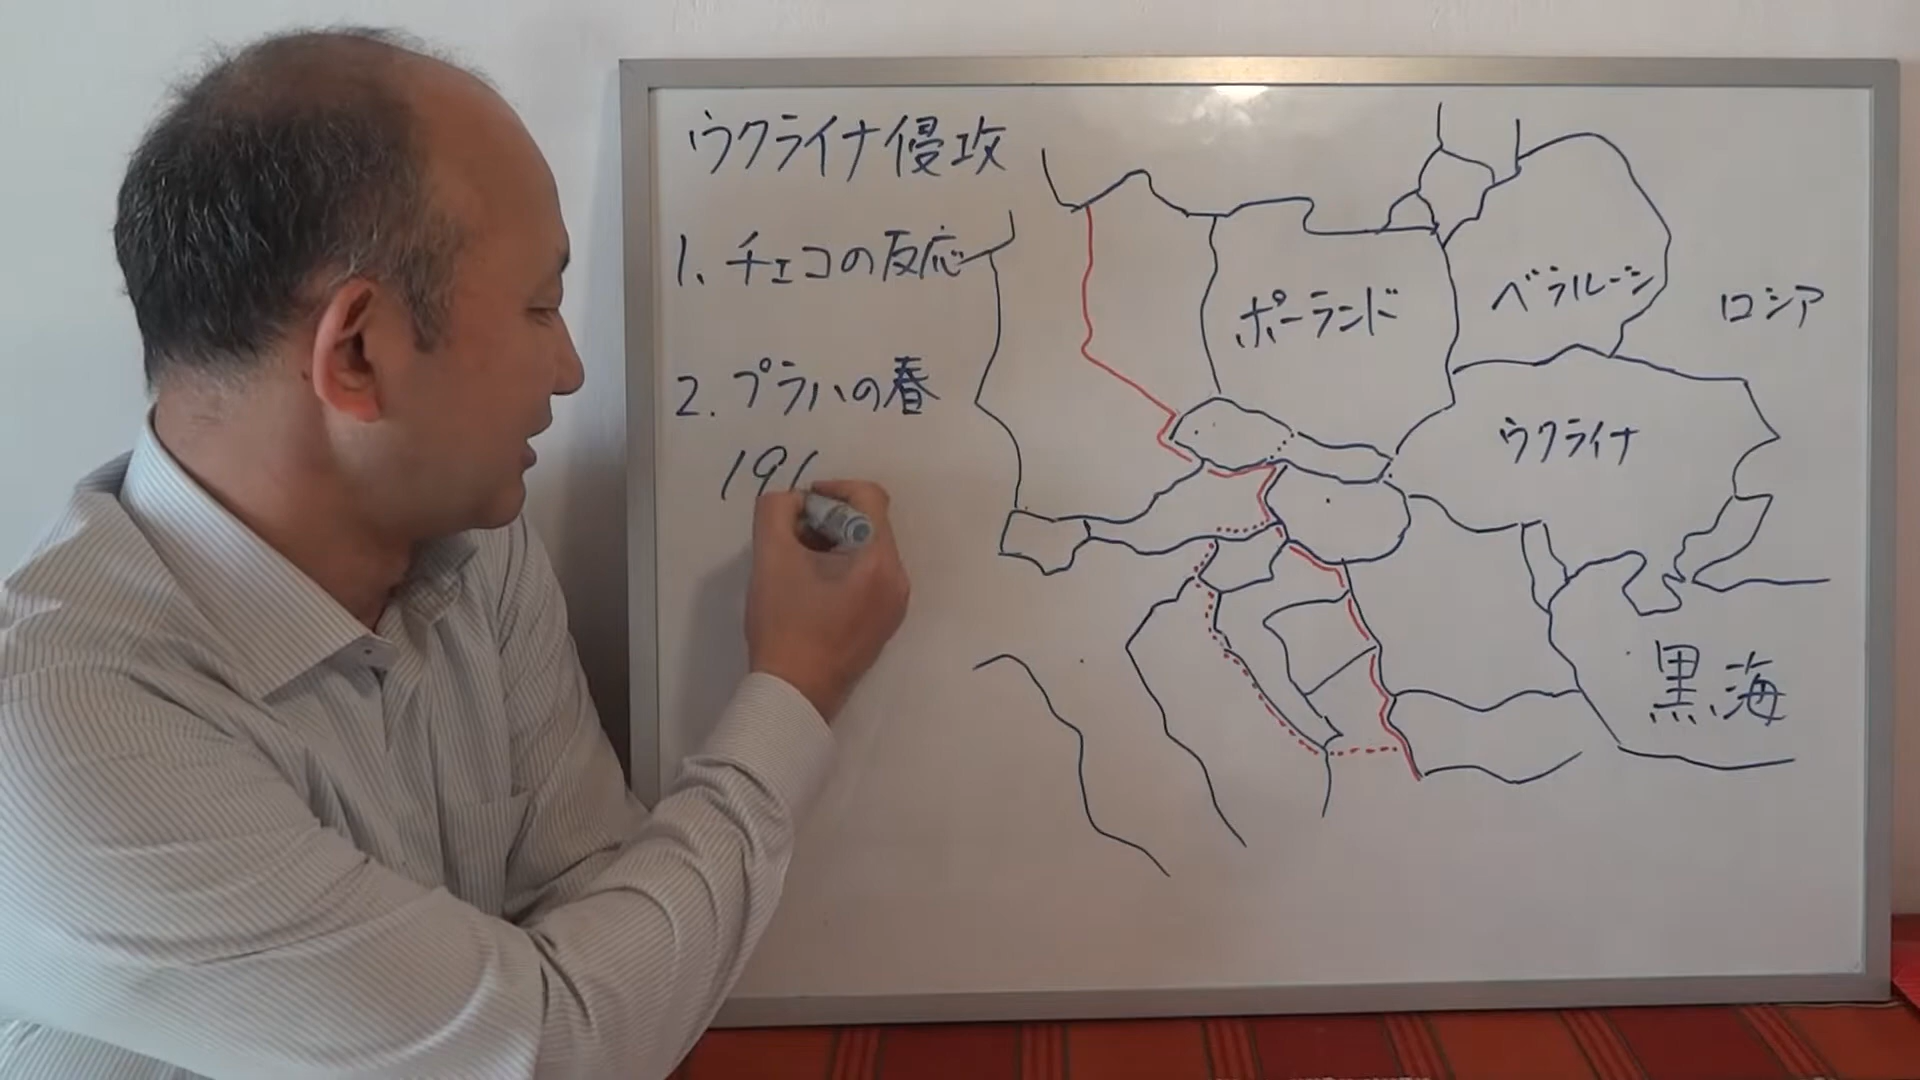 ウクライナ侵攻
1. チェコの反応
2. プラハの春
19
ポーランド
ベラルーシ
ロシア
ウクライナ
黒海